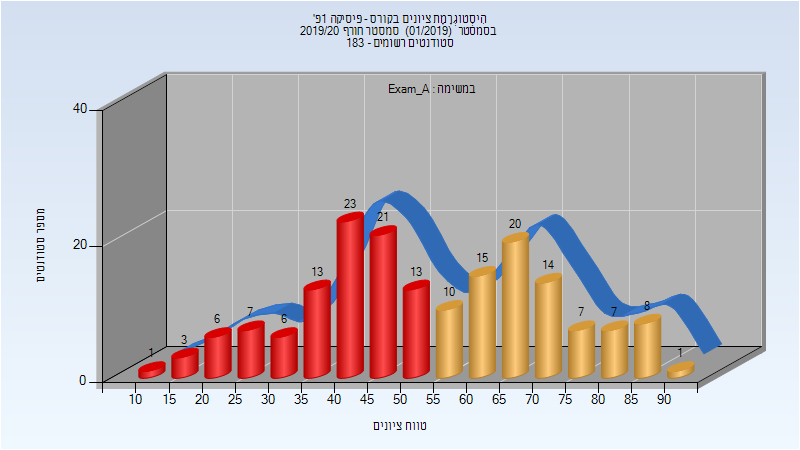 היסטוגרמת ציונים בקורס - פיסיקה 1פ'
בסמסטר (01/2019) סמסטר חורף 2019/20
סטודנטים רשומים - 183
במשימה : Exam_A
מספר סטודנטים
40
20
0
1 3 6 7 6 13 23 21 13 10 15 20 14 7 7 8 1
10 15 20 25 30 35 40 45 50 55 60 65 70 75 80 85 90
טווח ציונים